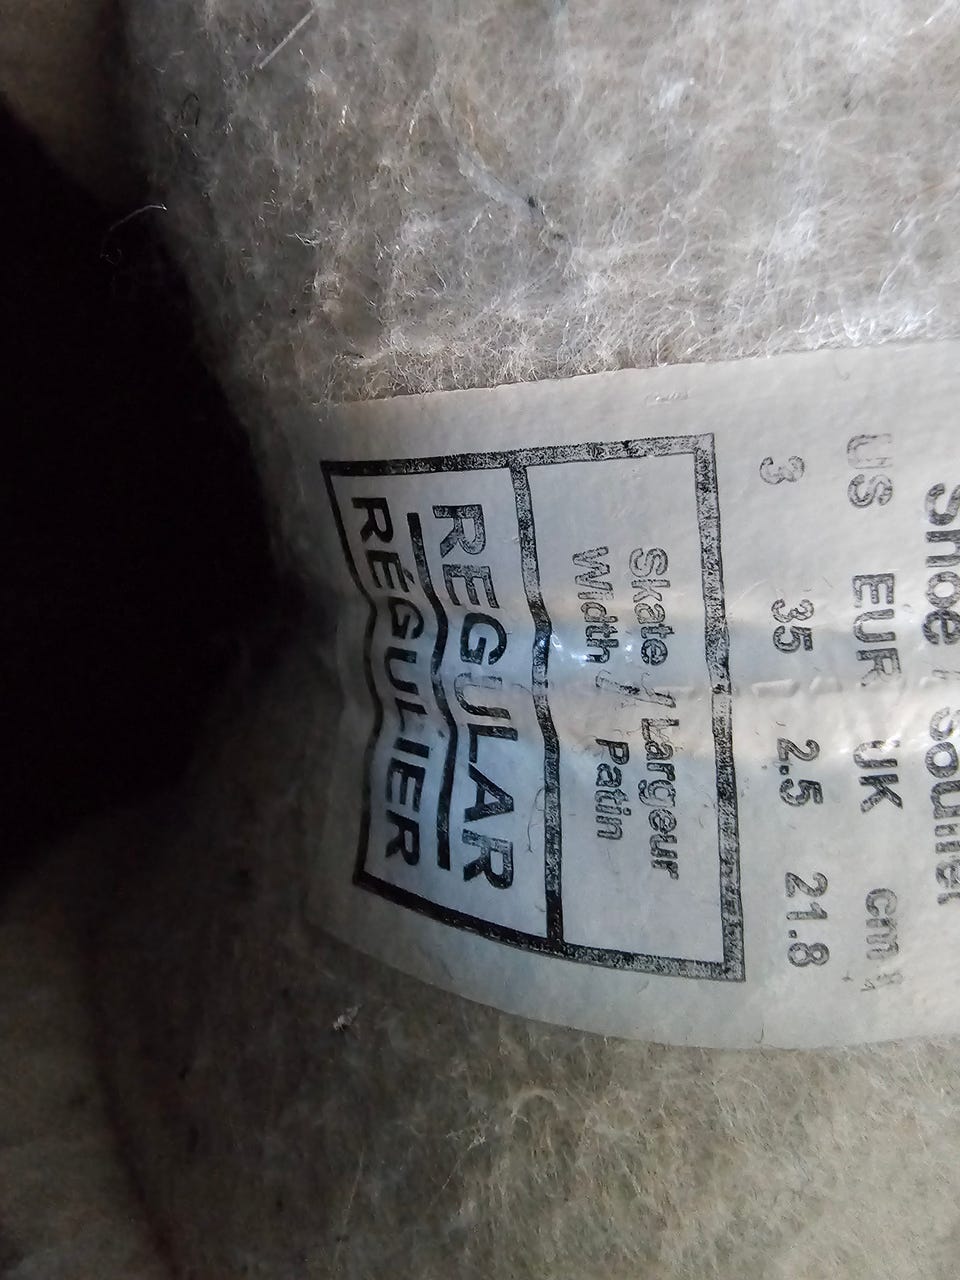 Shoe / Soulier
US EUR UK cm
3 35 2.5 21.8
Skate / Largeur
Width / Patin
REGULAR
RÉGULIER